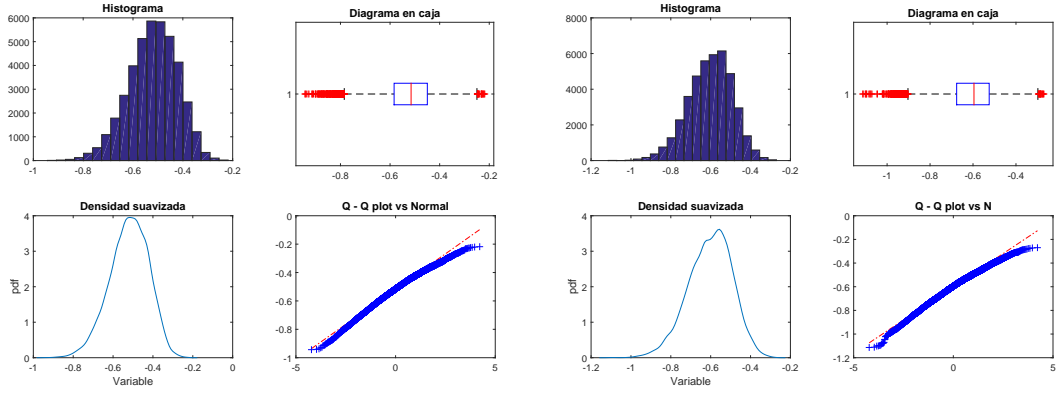 Histograma
6000
5000
4000
3000
2000
1000
0
-1 -0.8 -0.6 -0.4 -0.2
Diagrama en caja
1
-0.8 -0.6 -0.4 -0.2
Densidad suavizada
pdf
4
3
2
1
0
-1 -0.8 -0.6 -0.4 -0.2 0
Variable
Q - Q plot vs Normal
0
-0.2
-0.4
-0.6
-0.8
-1
-5 0 5
Histograma
8000
6000
4000
2000
0
-1.2 -1 -0.8 -0.6 -0.4 -0.2
Diagrama en caja
1
-1 -0.8 -0.6 -0.4
Densidad suavizada
pdf
4
3
2
1
0
-1.2 -1 -0.8 -0.6 -0.4 -0.2
Variable
Q - Q plot vs N
0
-0.2
-0.4
-0.6
-0.8
-1
-1.2
-5 0 5